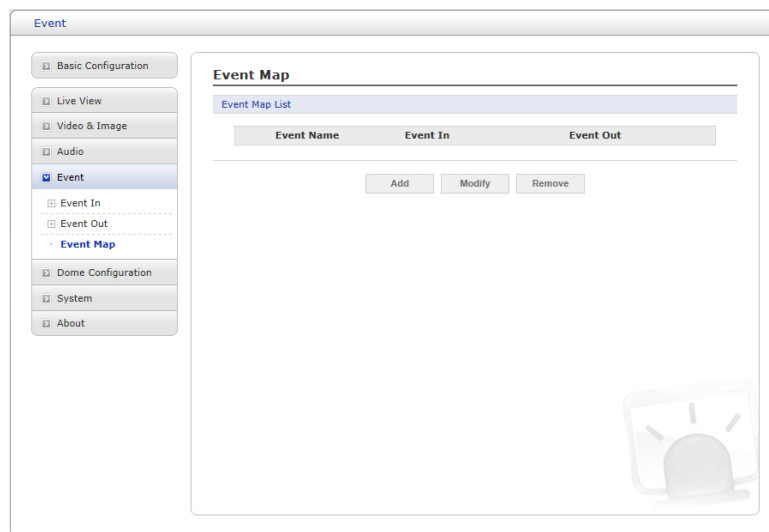 Event
Basic Configuration
Live View
Video & Image
Audio
Event
Event In
Event Out
Event Map
Dome Configuration
System
About
Event Map
Event Map List
Event Name Event In Event Out
Add Modify Remove